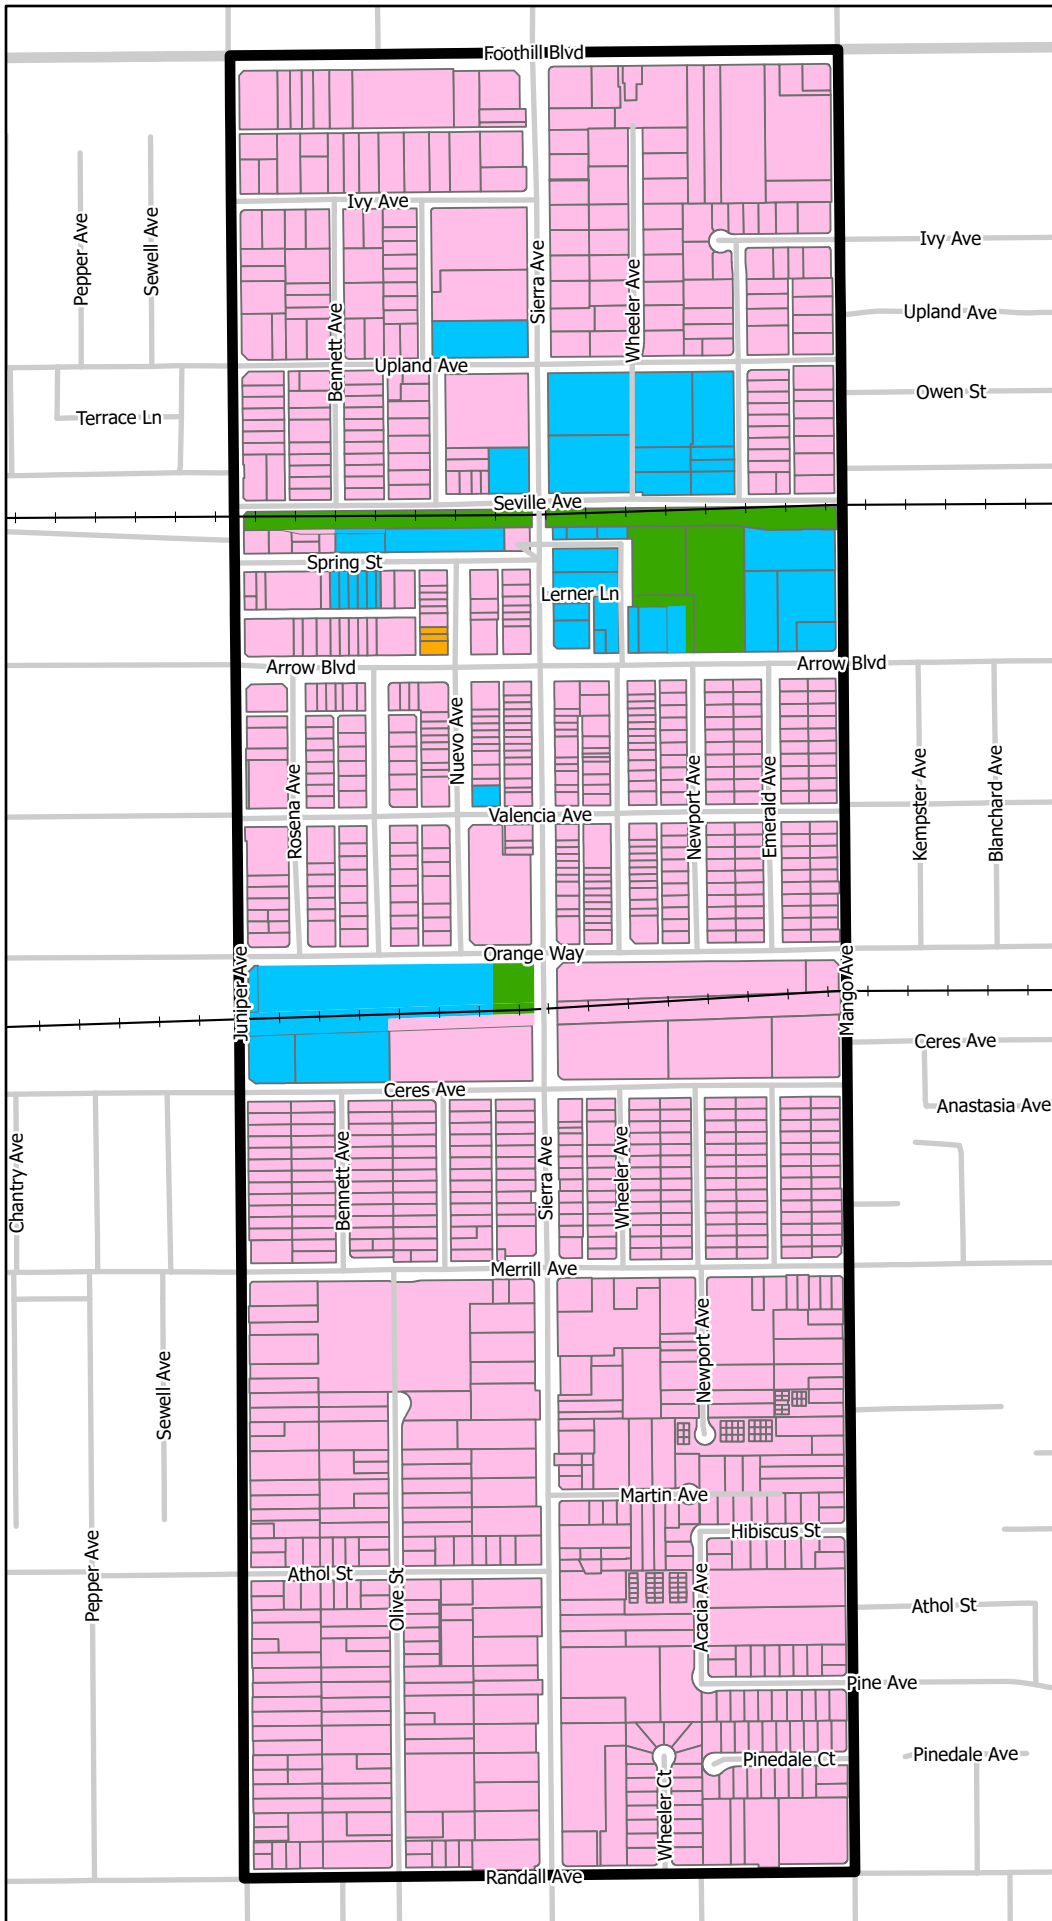 Foothill Blvd
Ivy Ave
Pepper Ave
Sewell Ave
Sierra Ave
Wheeler Ave
Ivy Ave
Bennett Ave
Upland Ave
Upland Ave
Owen St
Terrace Ln
Seville Ave
Spring St
Lerner Ln
Arrow Blvd
Arrow Blvd
Nuevo Ave
Rosena Ave
Newport Ave
Emerald Ave
Kempster Ave
Blanchard Ave
Valencia Ave
Orange Way
Juniper Ave
Mango Ave
Ceres Ave
Ceres Ave
Anastasia Ave
Chantry Ave
Bennett Ave
Sierra Ave
Wheeler Ave
Merrill Ave
Sewell Ave
Newport Ave
Martin Ave
Hibiscus St
Pepper Ave
Athol St
Olive St
Acacia Ave
Athol St
Pine Ave
Pinedale Ct
Pinedale Ave
Wheeler Ct
Randall Ave